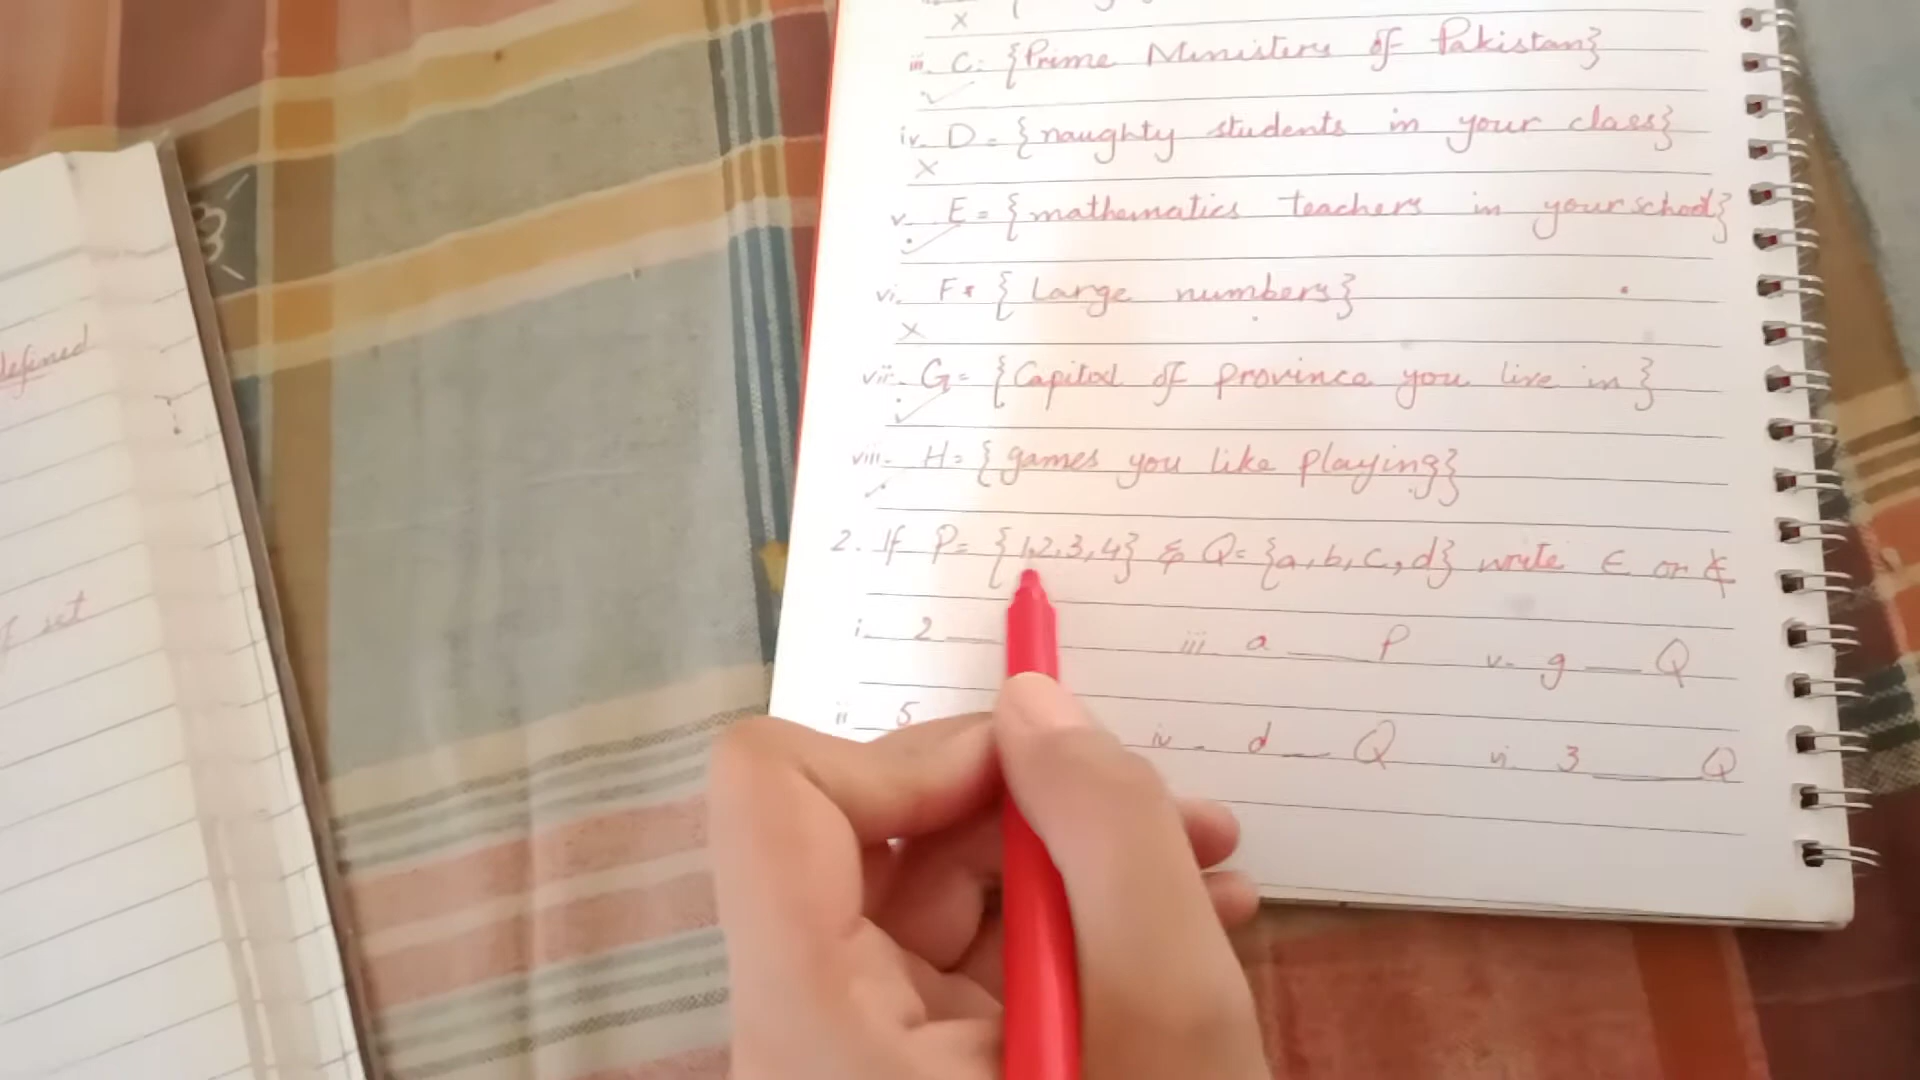 defined
set
x
iii. C: {Prime Ministers of Pakistan}
✓
iv. D = {naughty students in your class}
x
v. E = {mathematics teachers in your school}
✓
vi. F = {Large numbers}
x
vii. G = {Capital of province you live in}
✓
viii. H = {games you like playing}
✓
2. If P = {1,2,3,4} & Q = {a,b,c,d} write ∈ or ∉
i. 2 ___ iii. a ___ P v. g ___ Q
ii 5 iv. d ___ Q vi. 3 ___ Q